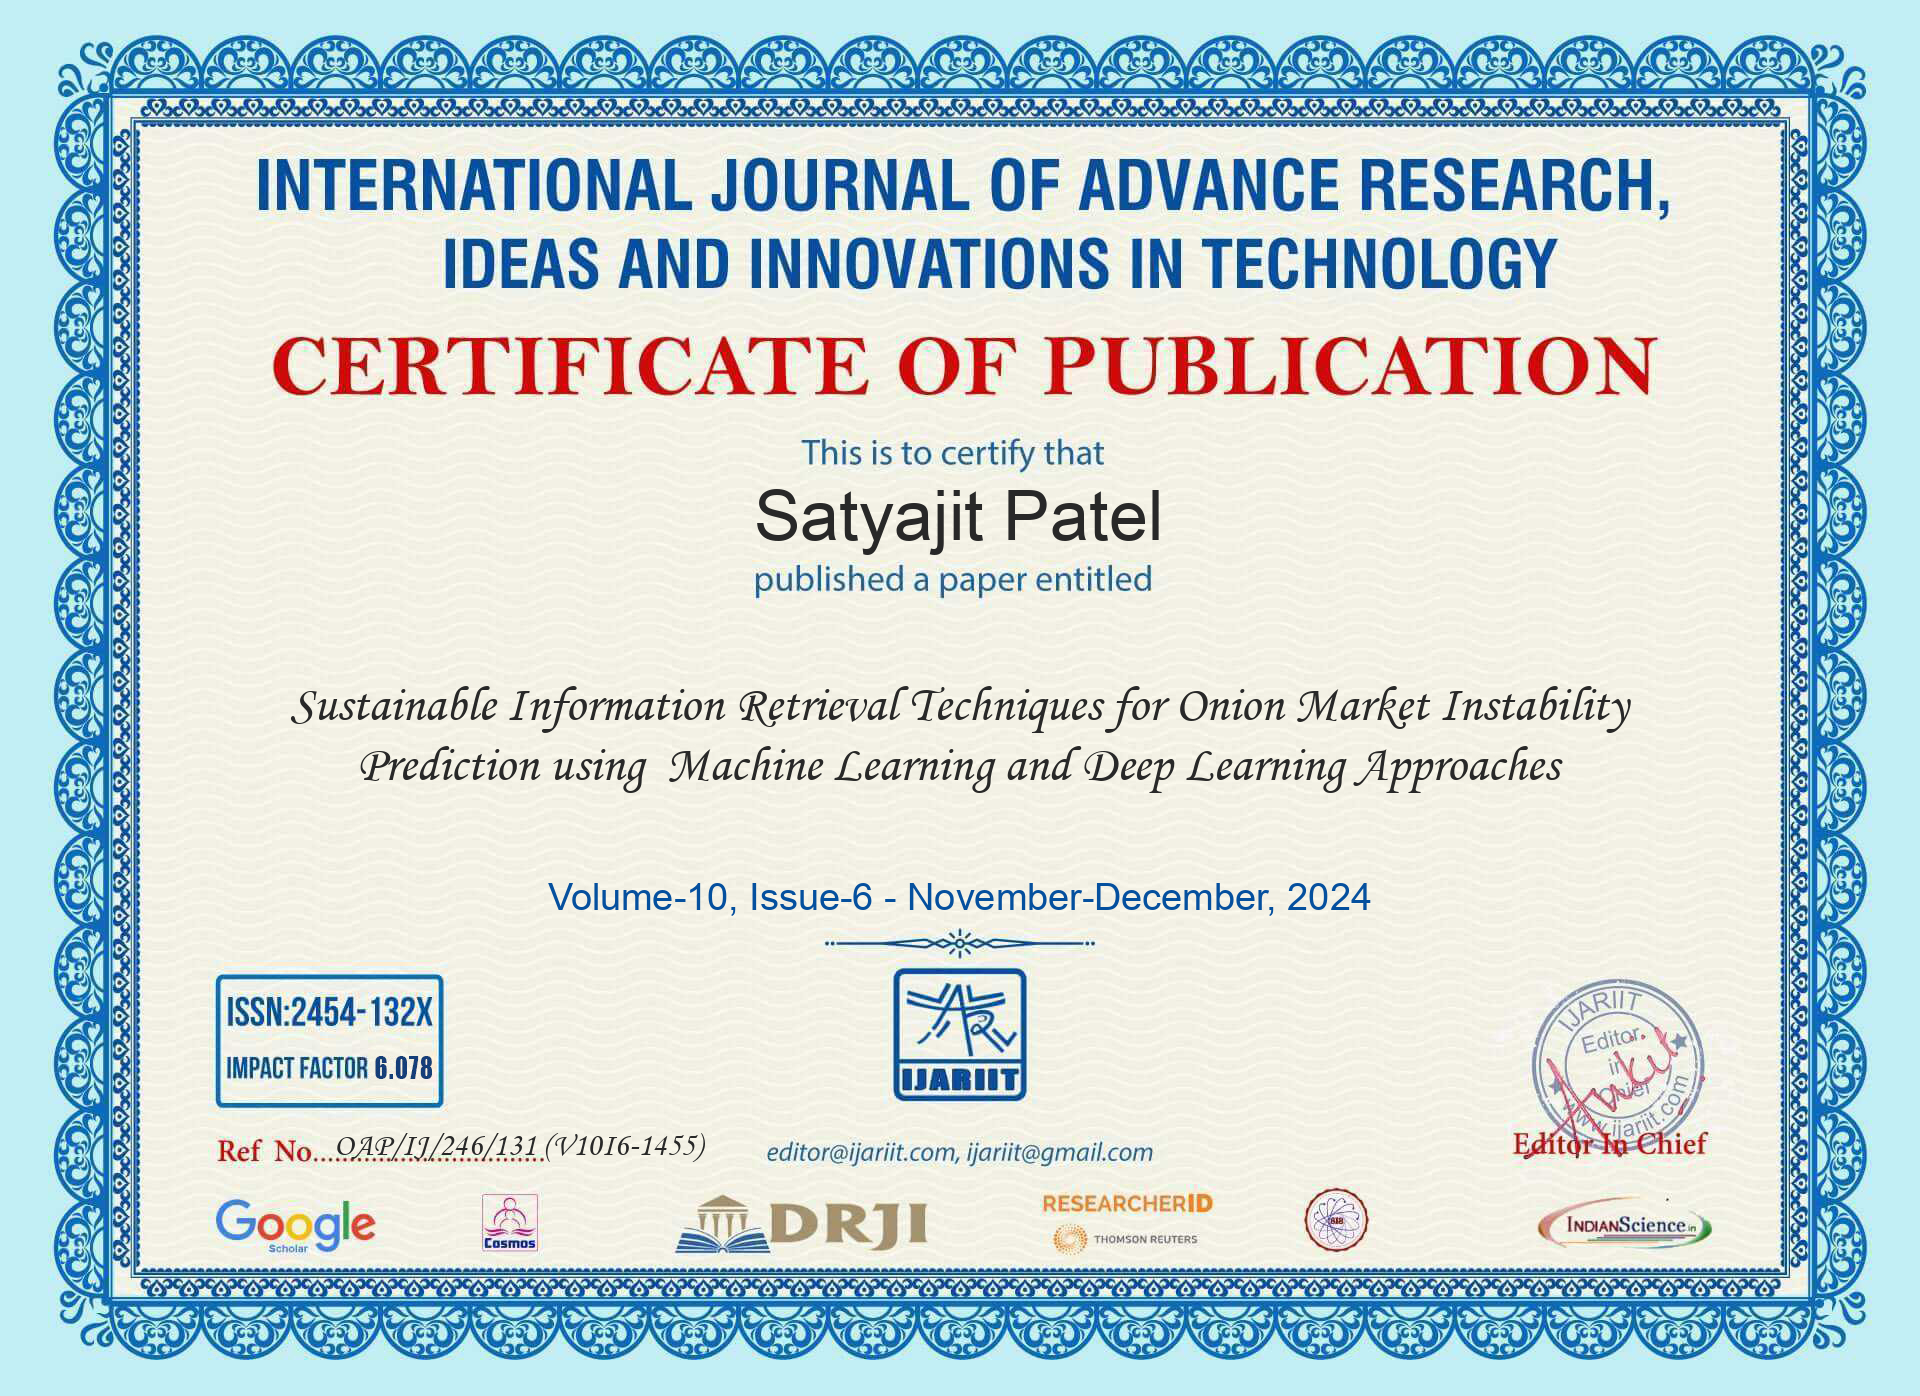 INTERNATIONAL JOURNAL OF ADVANCE RESEARCH,
IDEAS AND INNOVATIONS IN TECHNOLOGY
CERTIFICATE OF PUBLICATION
This is to certify that
Satyajit Patel
published a paper entitled
Sustainable Information Retrieval Techniques for Onion Market Instability
Prediction using Machine Learning and Deep Learning Approaches
Volume-10, Issue-6 - November-December, 2024
ISSN:2454-132X
IMPACT FACTOR 6.078
IJARIIT
IJARIIT
Editor
in
Chief
www.ijariit.com
Ankit
Ref No.... OAP/IJ/246/131 (V10I6-1455)
editor@ijariit.com, ijariit@gmail.com
Editor In Chief
Google
Scholar
Cosmos
DRJI
RESEARCHERID
THOMSON REUTERS
SIS
INDIANScience.in